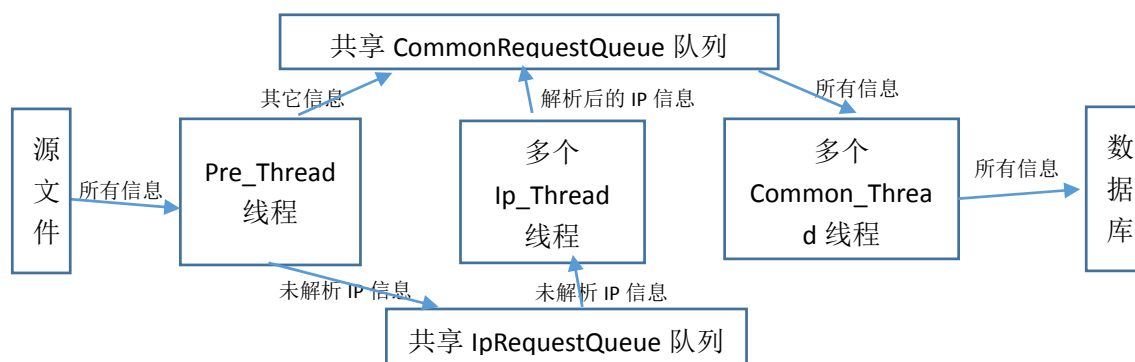 共享 CommonRequestQueue 队列
其它信息
解析后的 IP 信息
所有信息
源
文
件
所有信息
Pre_Thread
线程
多个
Ip_Thread
线程
多个
Common_Threa
d 线程
所有信息
数
据
库
未解析 IP 信息
未解析 IP 信息
共享 IpRequestQueue 队列